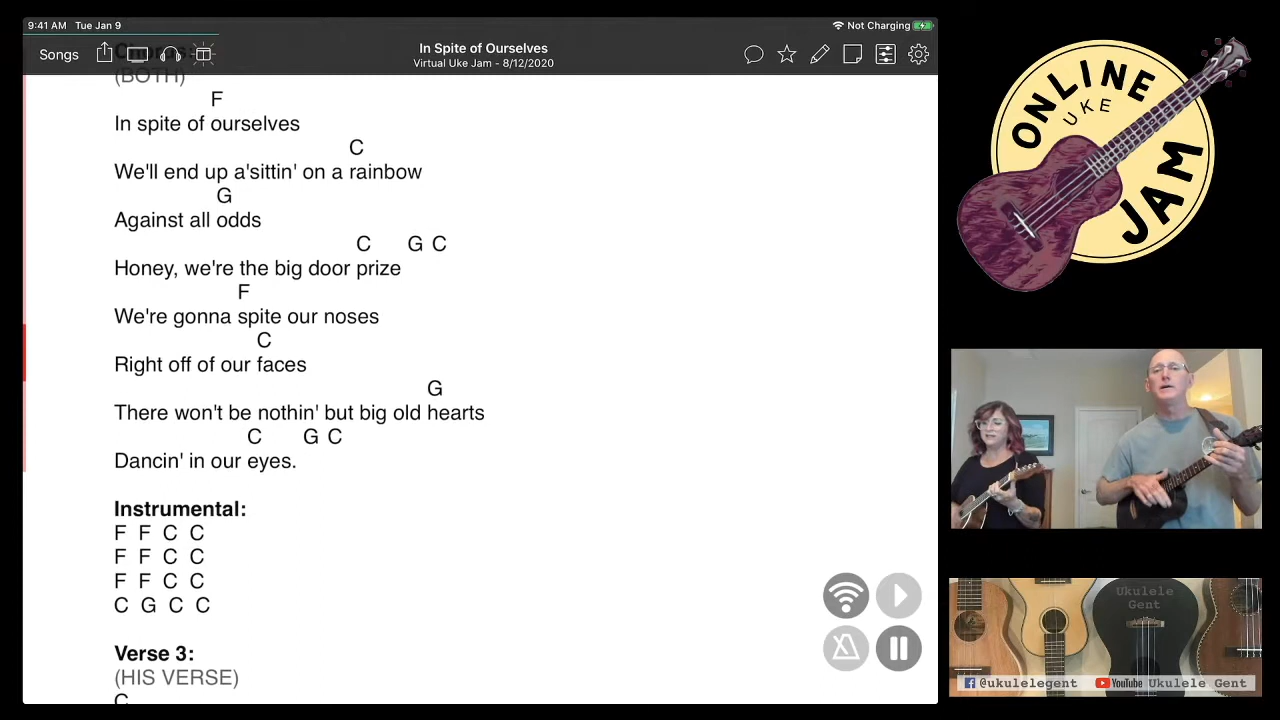 9:41 AM Tue Jan 9
Not Charging
Songs
In Spite of Ourselves
Virtual Uke Jam - 8/12/2020
Chorus:
(BOTH)
F
In spite of ourselves
C
We'll end up a'sittin' on a rainbow
G
Against all odds
C G C
Honey, we're the big door prize
F
We're gonna spite our noses
C
Right off of our faces
G
There won't be nothin' but big old hearts
C G C
Dancin' in our eyes.
Instrumental:
F F C C
F F C C
F F C C
C G C C
Verse 3:
(HIS VERSE)
C
ONLINE
UKE
JAM
Ukulele
Gent
@ukulelegent YouTube Ukulele Gent